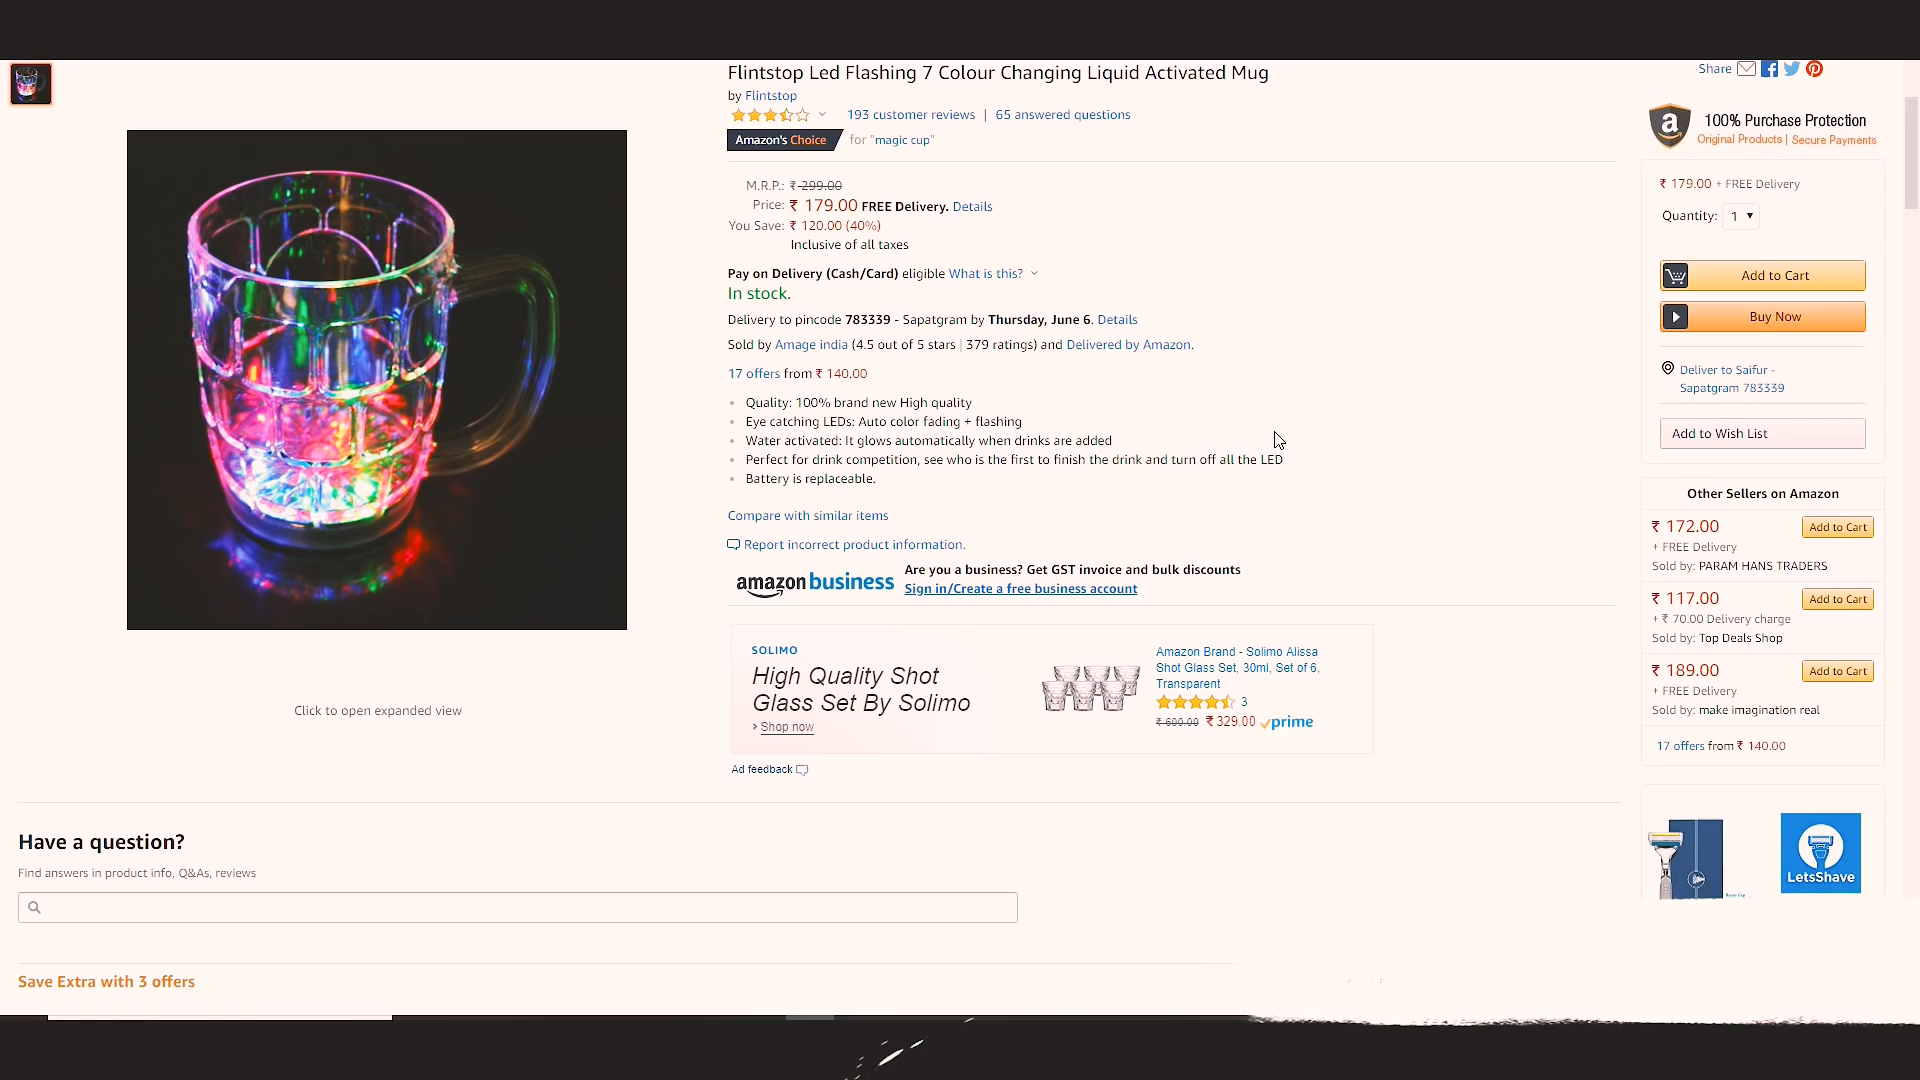 Flintstop Led Flashing 7 Colour Changing Liquid Activated Mug
by Flintstop
193 customer reviews | 65 answered questions
Amazon's Choice for "magic cup"
M.R.P.: ₹ 299.00
Price: ₹ 179.00 FREE Delivery. Details
You Save: ₹ 120.00 (40%)
Inclusive of all taxes
Pay on Delivery (Cash/Card) eligible What is this?
In stock.
Delivery to pincode 783339 - Sapatgram by Thursday, June 6. Details
Sold by Amage india (4.5 out of 5 stars | 379 ratings) and Delivered by Amazon.
17 offers from ₹ 140.00
Quality: 100% brand new High quality
Eye catching LEDs: Auto color fading + flashing
Water activated: It glows automatically when drinks are added
Perfect for drink competition, see who is the first to finish the drink and turn off all the LED
Battery is replaceable.
Compare with similar items
Report incorrect product information.
amazon business
Are you a business? Get GST invoice and bulk discounts
Sign in/Create a free business account
SOLIMO
High Quality Shot
Glass Set By Solimo
› Shop now
Amazon Brand - Solimo Alissa
Shot Glass Set, 30ml, Set of 6,
Transparent
3
₹ 600.00 ₹ 329.00 prime
Ad feedback
Click to open expanded view
Have a question?
Find answers in product info, Q&As, reviews
Save Extra with 3 offers
Share
a
100% Purchase Protection
Original Products | Secure Payments
₹ 179.00 + FREE Delivery
Quantity: 1
Add to Cart
Buy Now
Deliver to Saifur -
Sapatgram 783339
Add to Wish List
Other Sellers on Amazon
₹ 172.00 Add to Cart
+ FREE Delivery
Sold by: PARAM HANS TRADERS
₹ 117.00 Add to Cart
+ ₹ 70.00 Delivery charge
Sold by: Top Deals Shop
₹ 189.00 Add to Cart
+ FREE Delivery
Sold by: make imagination real
17 offers from ₹ 140.00
LetsShave